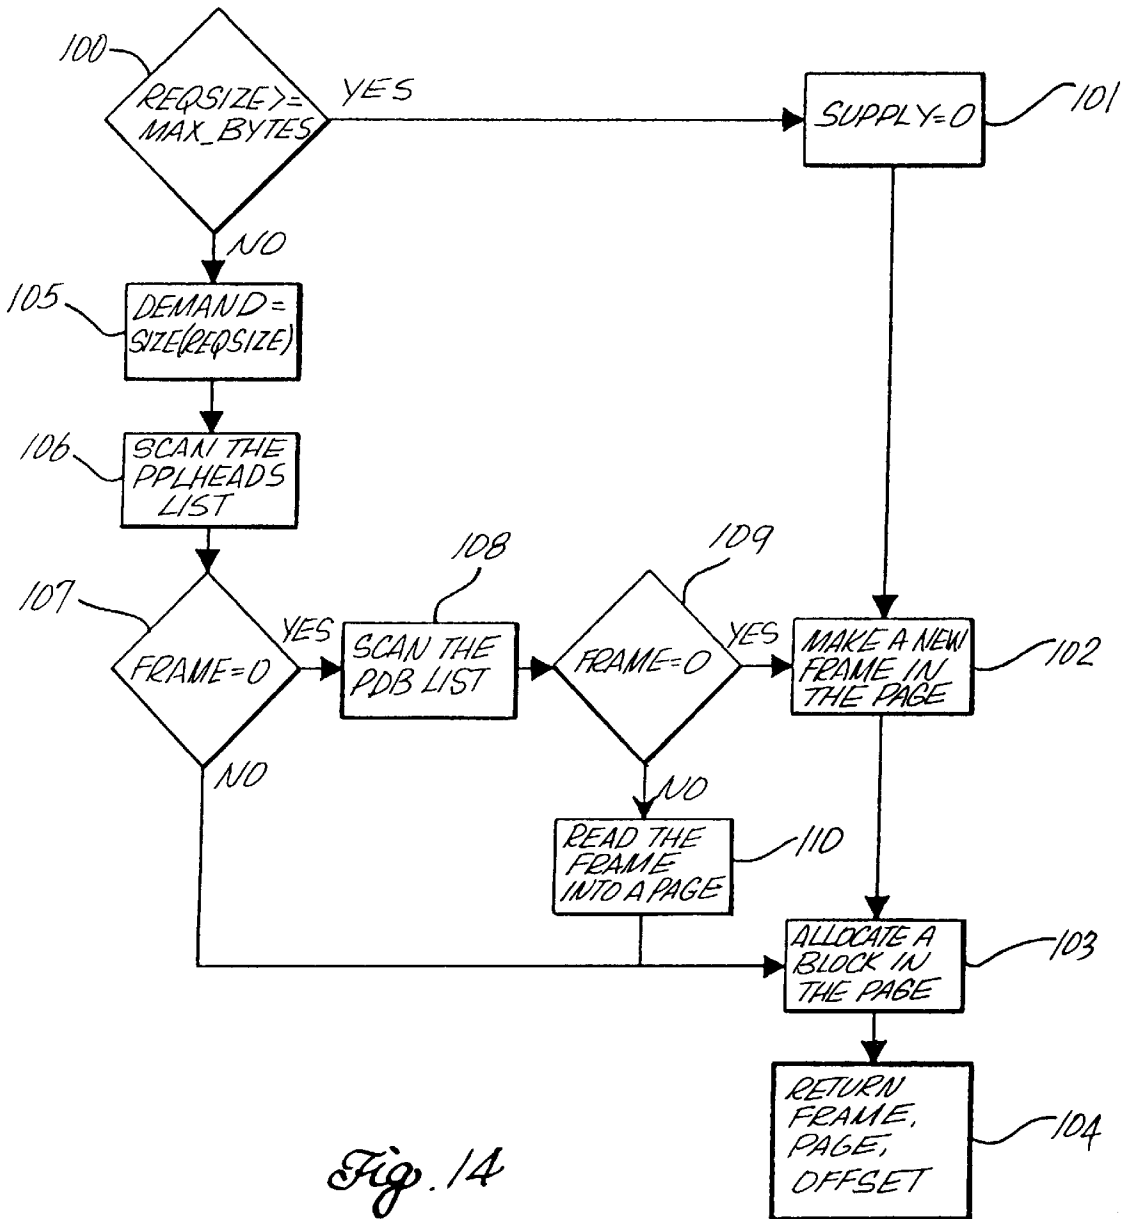 100
REQSIZE>=
MAX_BYTES
YES
SUPPLY=0
101
NO
105
DEMAND=
SIZE(REQSIZE)
106
SCAN THE
PPLHEADS
LIST
107
FRAME=0
YES
NO
108
SCAN THE
PDB LIST
109
FRAME=0
YES
NO
MAKE A NEW
FRAME IN
THE PAGE
102
READ THE
FRAME
INTO A PAGE
110
ALLOCATE A
BLOCK IN
THE PAGE
103
RETURN
FRAME,
PAGE,
OFFSET
104
Fig. 14